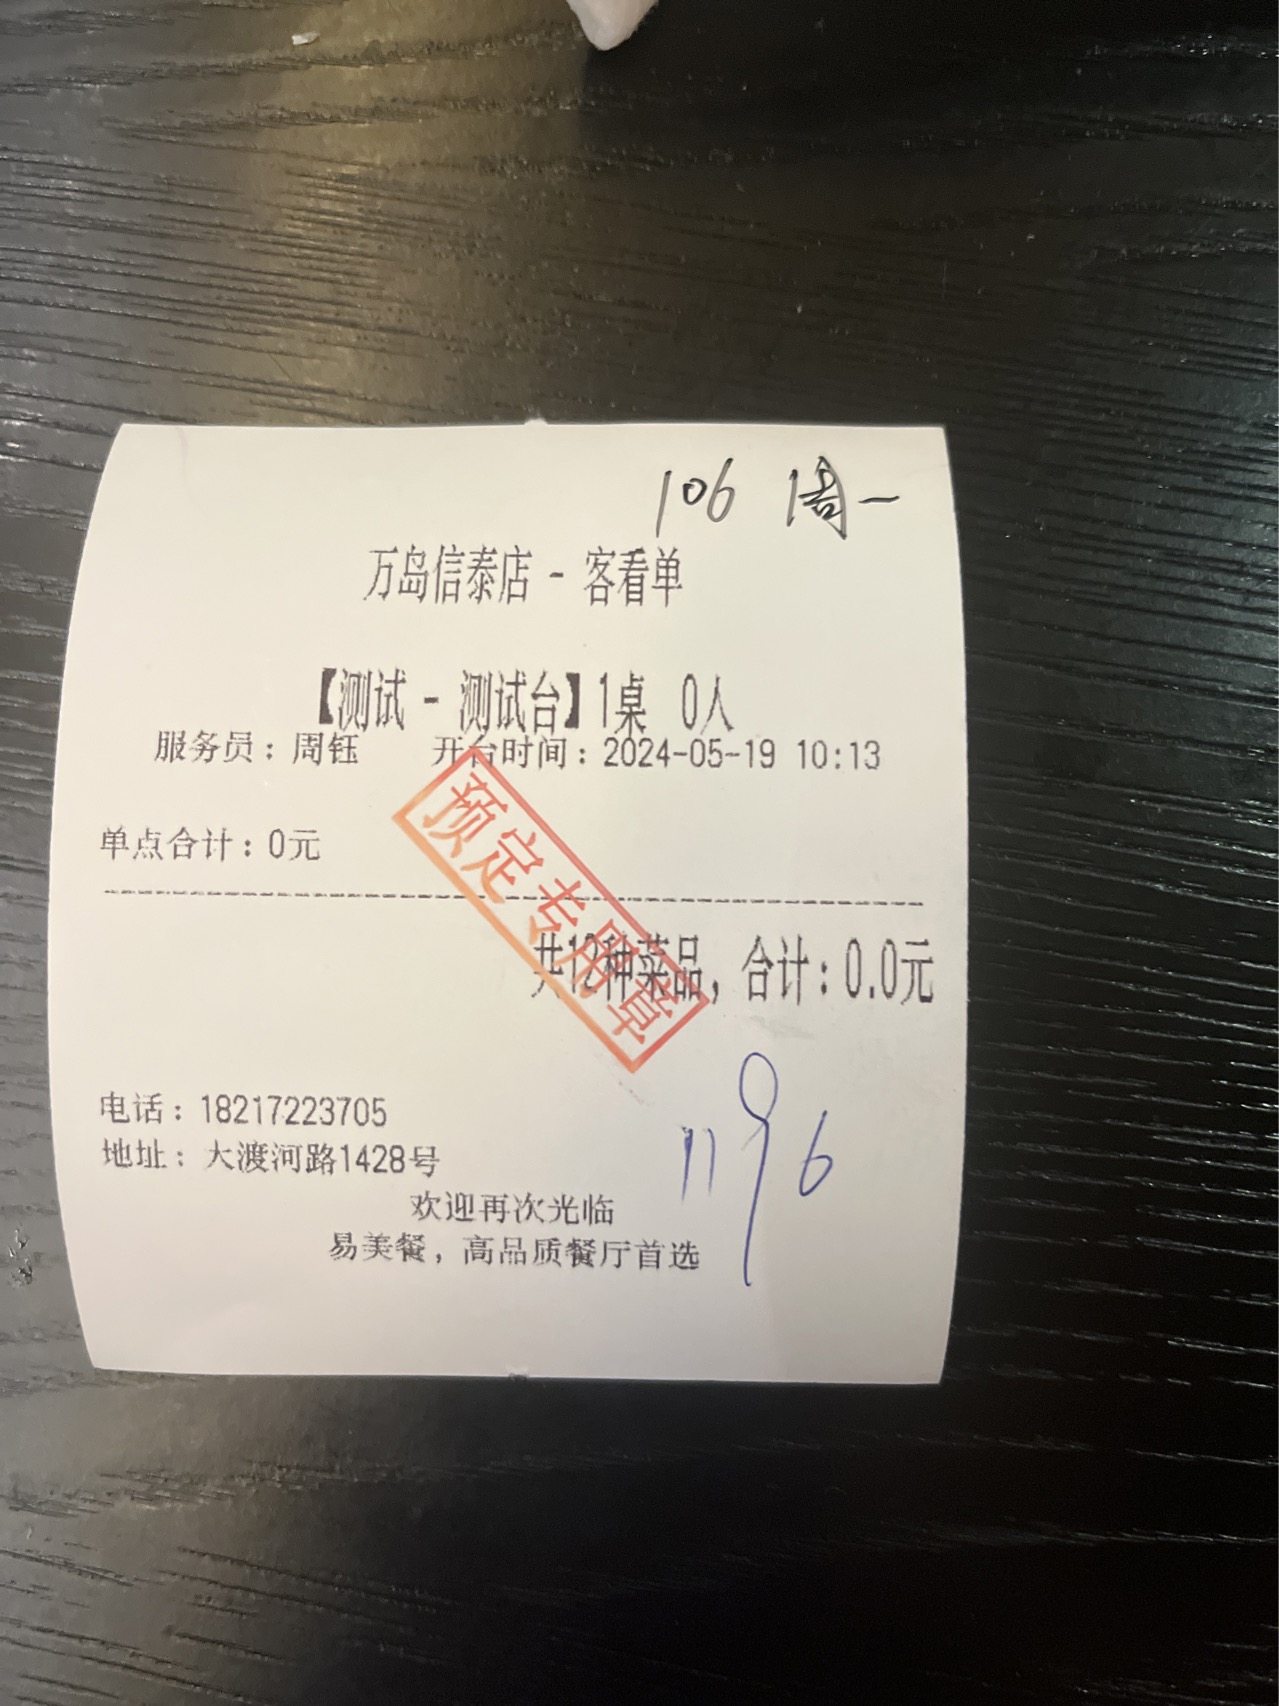 106 周一
万岛信泰店 - 客看单
【测试 - 测试台】1桌 0人
服务员：周钰 开台时间：2024-05-19 10:13
单点合计：0元
预定专用章
共12种菜品，合计：0.0元
电话：18217223705
1196
地址：大渡河路1428号
欢迎再次光临
易美餐，高品质餐厅首选